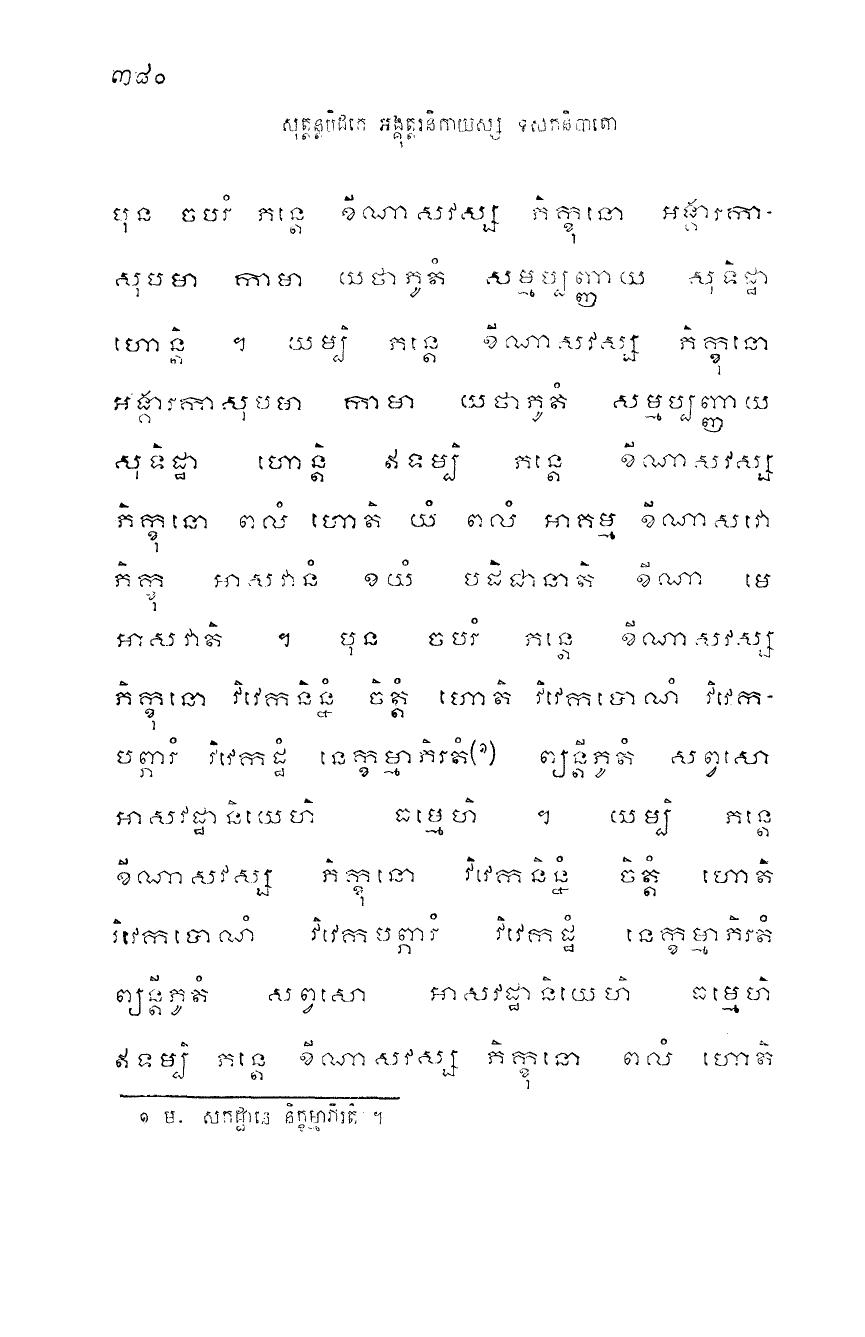 ៣៨០
សុត្តន្តបិដកេ អង្គុត្តរនិកាយស្ស ទសកនិបាតោ
បុន ចបរំ ភន្តេ ខីណាសវស្ស ភិក្ខុនោ អង្គារកា-
សុបមា កាមា យថាភូតំ សម្មប្បញ្ញាយ សុទិដ្ឋា
ហោន្តិ ។ យម្បិ ភន្តេ ខីណាសវស្ស ភិក្ខុនោ
អង្គារកាសុបមា កាមា យថាភូតំ សម្មប្បញ្ញាយ
សុទិដ្ឋា ហោន្តិ ឥទម្បិ ភន្តេ ខីណាសវស្ស
ភិក្ខុនោ ពលំ ហោតិ យំ ពលំ អាគម្ម ខីណាសវោ
ភិក្ខុ អាសវានំ ខយំ បដិជានាតិ ខីណា មេ
អាសវាតិ ។ បុន ចបរំ ភន្តេ ខីណាសវស្ស
ភិក្ខុនោ វិវេកនិន្នំ ចិត្តំ ហោតិ វិវេកបោណំ វិវេក-
បព្ភារំ វិវេកដ្ឋំ នេក្ខម្មាភិរតំ(១) ព្យន្តីភូតំ សព្វសោ
អាសវដ្ឋានិយេហិ ធម្មេហិ ។ យម្បិ ភន្តេ
ខីណាសវស្ស ភិក្ខុនោ វិវេកនិន្នំ ចិត្តំ ហោតិ
វិវេកបោណំ វិវេកបព្ភារំ វិវេកដ្ឋំ នេក្ខម្មាភិរតំ
ព្យន្តីភូតំ សព្វសោ អាសវដ្ឋានិយេហិ ធម្មេហិ
ឥទម្បិ ភន្តេ ខីណាសវស្ស ភិក្ខុនោ ពលំ ហោតិ
១ ម. សកដ្ឋានេ និក្ខម្មាភិរតិ ។